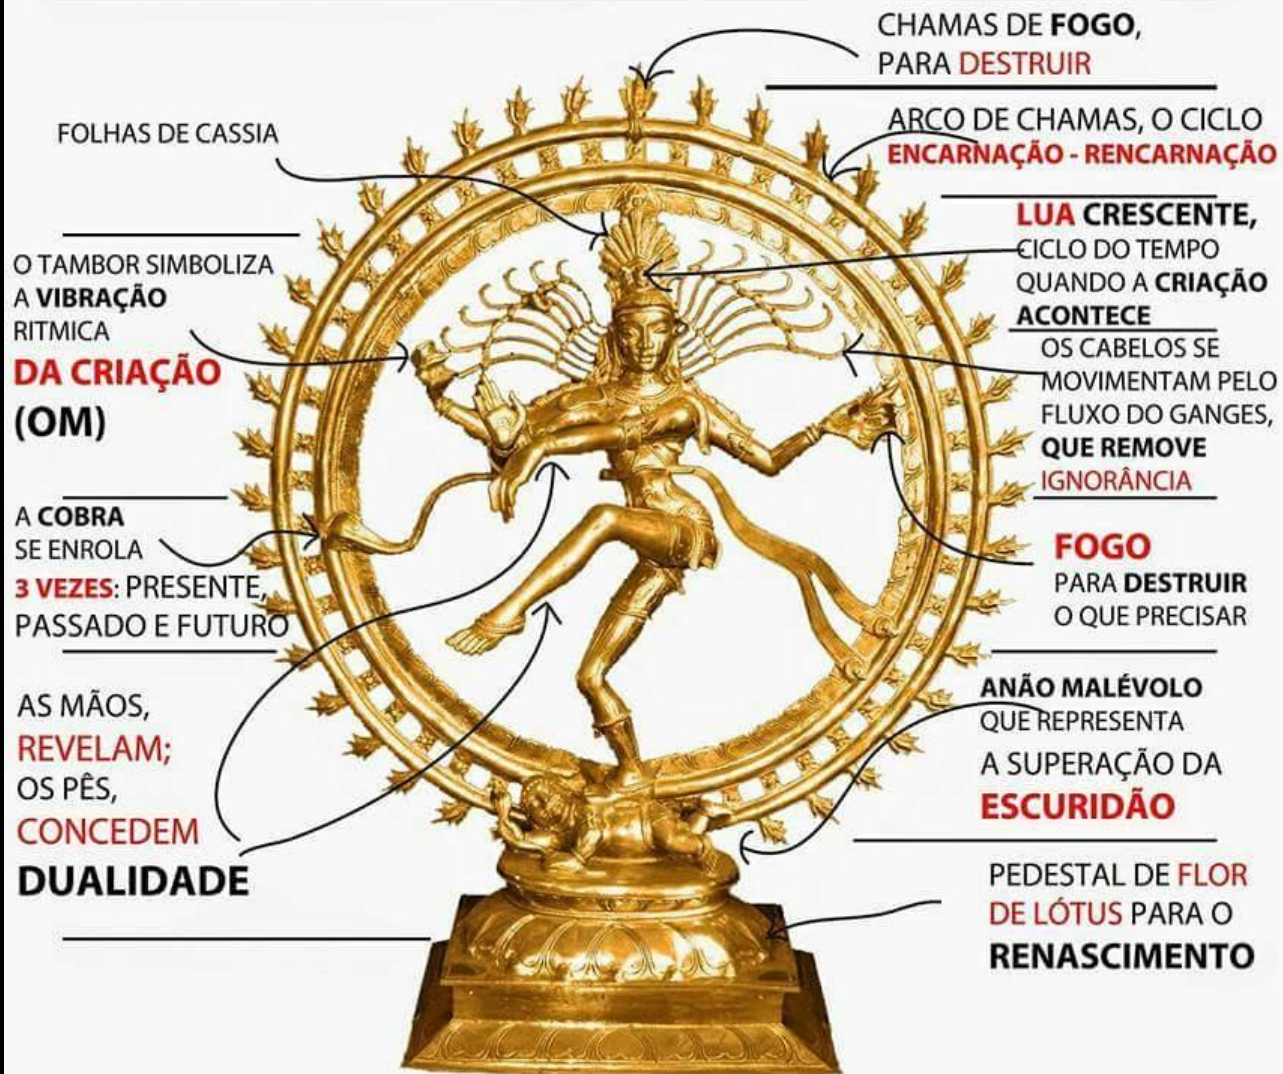 FOLHAS DE CASSIA
O TAMBOR SIMBOLIZA
A VIBRAÇÃO
RITMICA
DA CRIAÇÃO
(OM)
A COBRA
SE ENROLA
3 VEZES: PRESENTE,
PASSADO E FUTURO
AS MÃOS,
REVELAM;
OS PÊS,
CONCEDEM
DUALIDADE
CHAMAS DE FOGO,
PARA DESTRUIR
ARCO DE CHAMAS, O CICLO
ENCARNAÇÃO - RENCARNAÇÃO
LUA CRESCENTE,
CICLO DO TEMPO
QUANDO A CRIAÇÃO
ACONTECE
OS CABELOS SE
MOVIMENTAM PELO
FLUXO DO GANGES,
QUE REMOVE
IGNORÂNCIA
FOGO
PARA DESTRUIR
O QUE PRECISAR
ANÃO MALÉVOLO
QUE REPRESENTA
A SUPERAÇÃO DA
ESCURIDÃO
PEDESTAL DE FLOR
DE LÓTUS PARA O
RENASCIMENTO